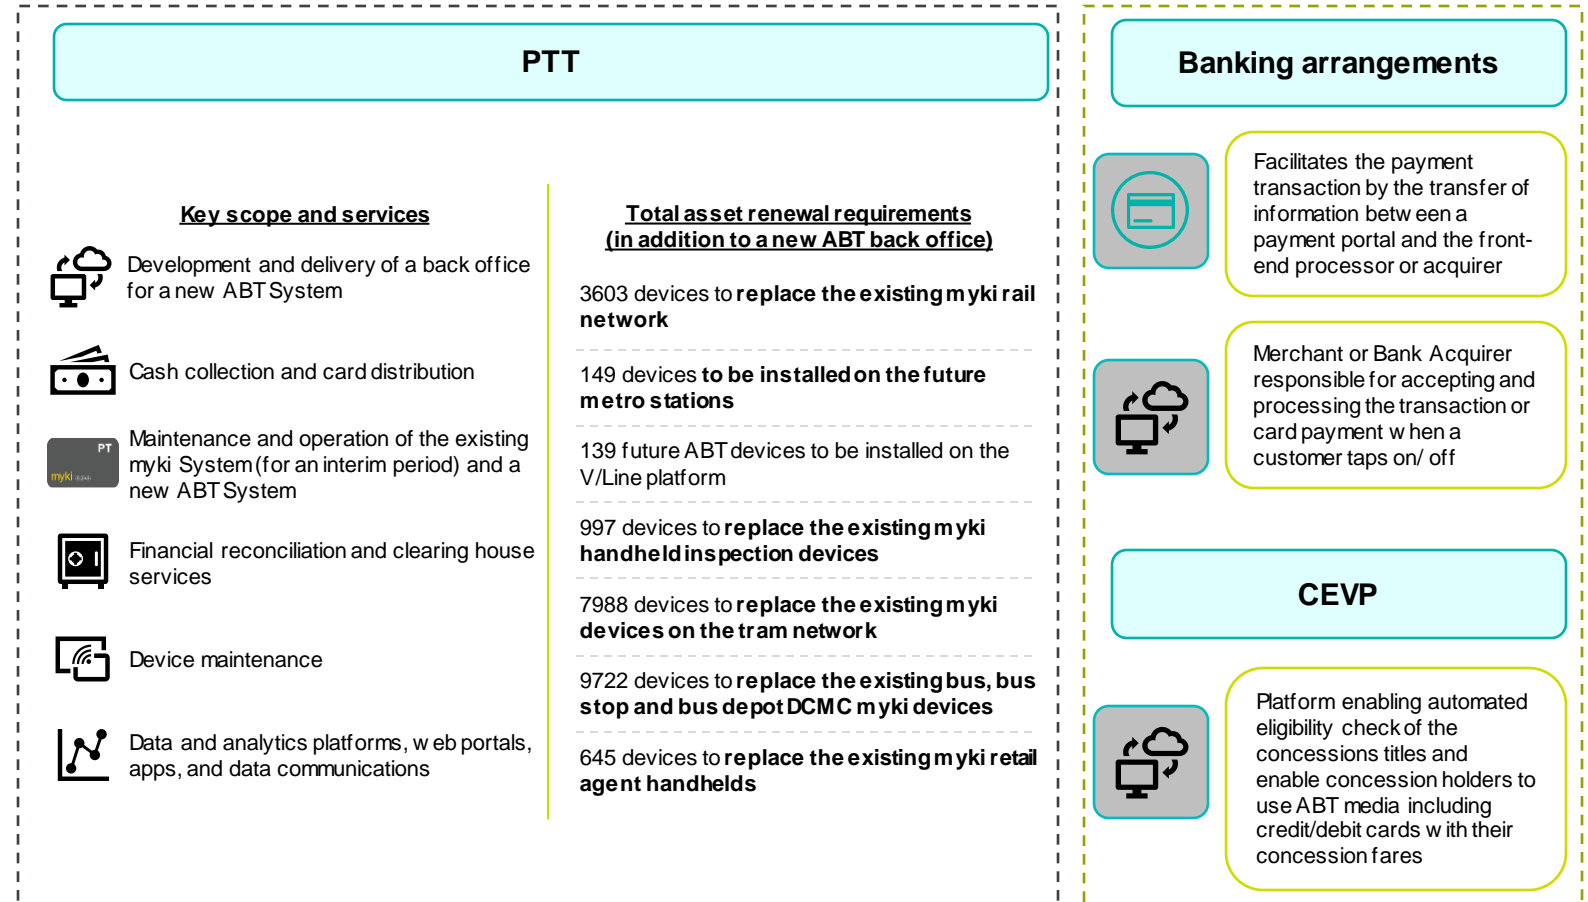 PTT
Key scope and services
Development and delivery of a back office
for a new ABT System
Cash collection and card distribution
PT
myki
Maintenance and operation of the existing
myki System (for an interim period) and a
new ABT System
Financial reconciliation and clearing house
services
Device maintenance
Data and analytics platforms, web portals,
apps, and data communications
Total asset renewal requirements
(in addition to a new ABT back office)
3603 devices to replace the existing myki rail
network
149 devices to be installed on the future
metro stations
139 future ABT devices to be installed on the
V/Line platform
997 devices to replace the existing myki
handheld inspection devices
7988 devices to replace the existing myki
devices on the tram network
9722 devices to replace the existing bus, bus
stop and bus depot DCMC myki devices
645 devices to replace the existing myki retail
agent handhelds
Banking arrangements
Facilitates the payment
transaction by the transfer of
information between a
payment portal and the front-
end processor or acquirer
Merchant or Bank Acquirer
responsible for accepting and
processing the transaction or
card payment when a
customer taps on/ off
CEVP
Platform enabling automated
eligibility check of the
concessions titles and
enable concession holders to
use ABT media including
credit/debit cards with their
concession fares